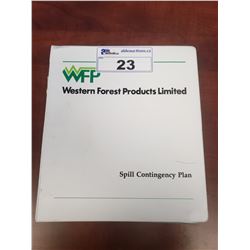 23
WFP
Western Forest Products Limited
Spill Contingency Plan